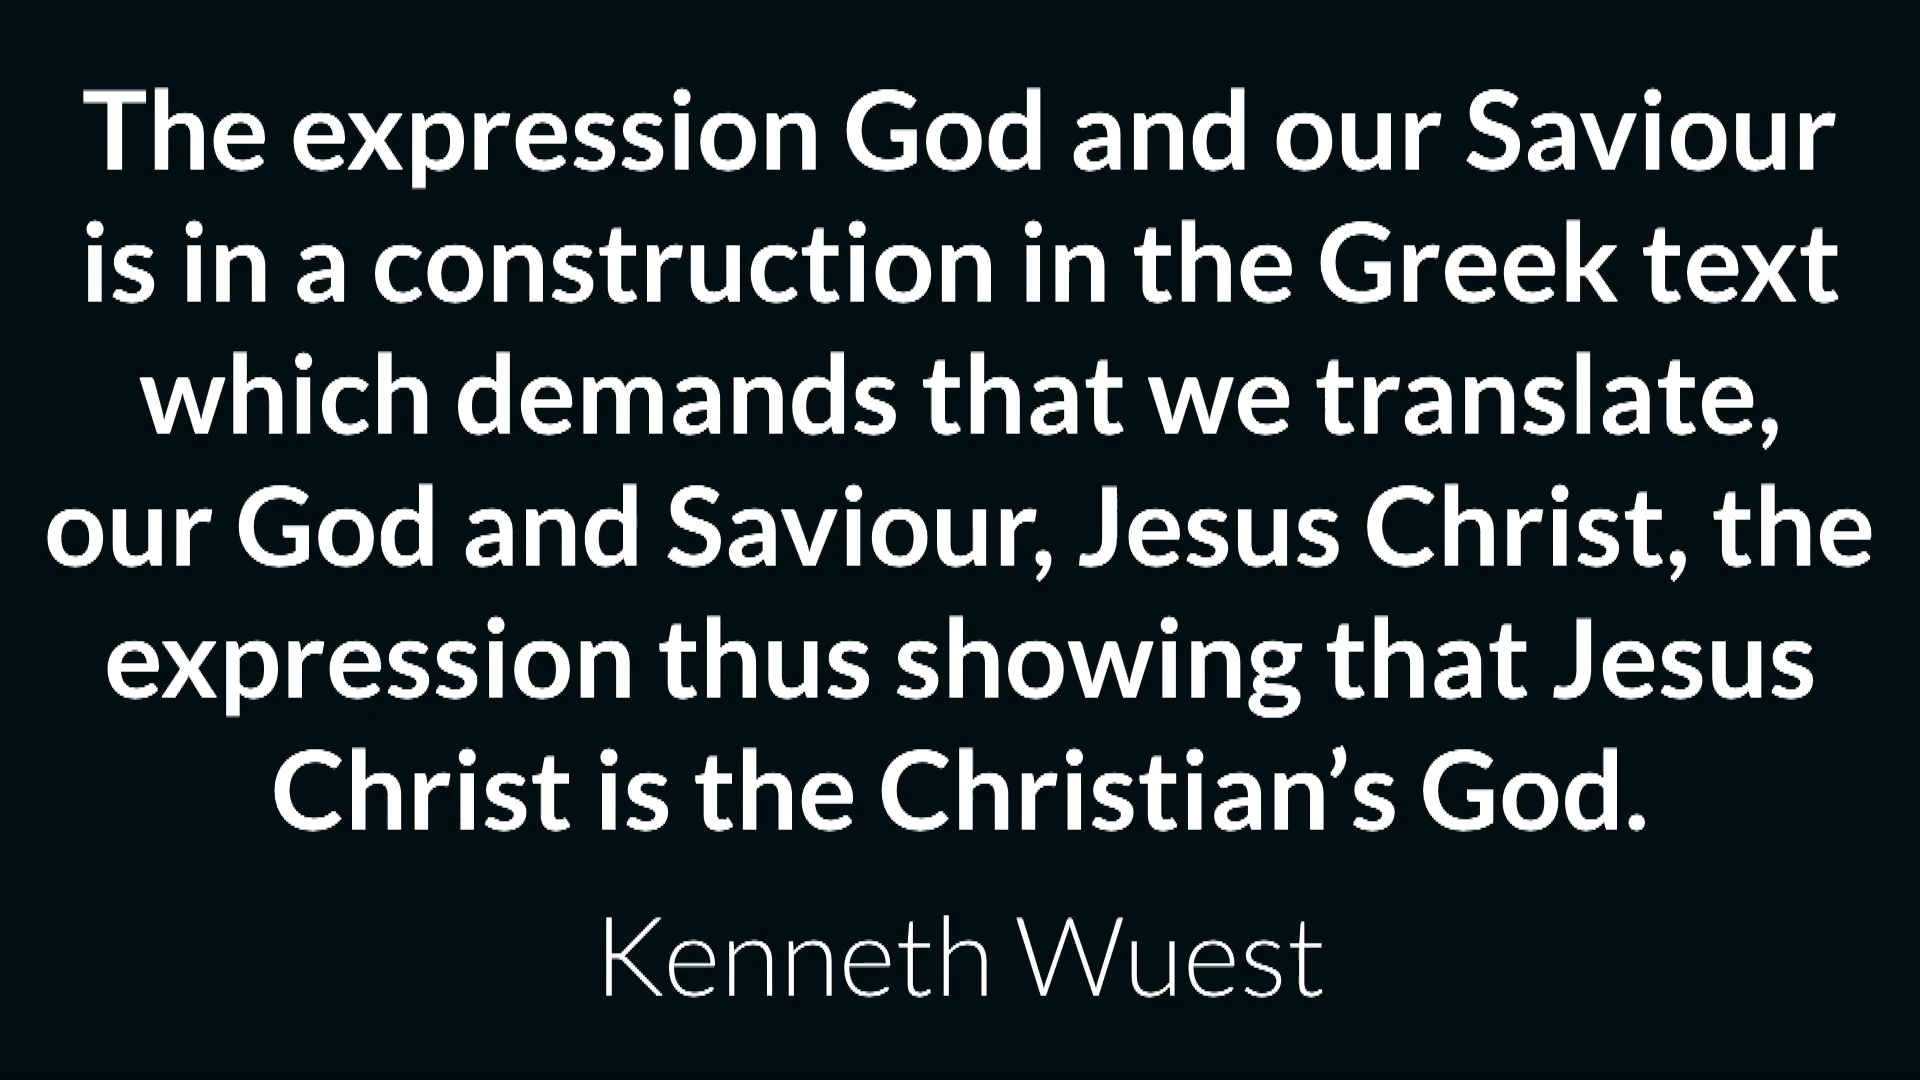 The expression God and our Saviour
is in a construction in the Greek text
which demands that we translate,
our God and Saviour, Jesus Christ, the
expression thus showing that Jesus
Christ is the Christian’s God.
Kenneth Wuest